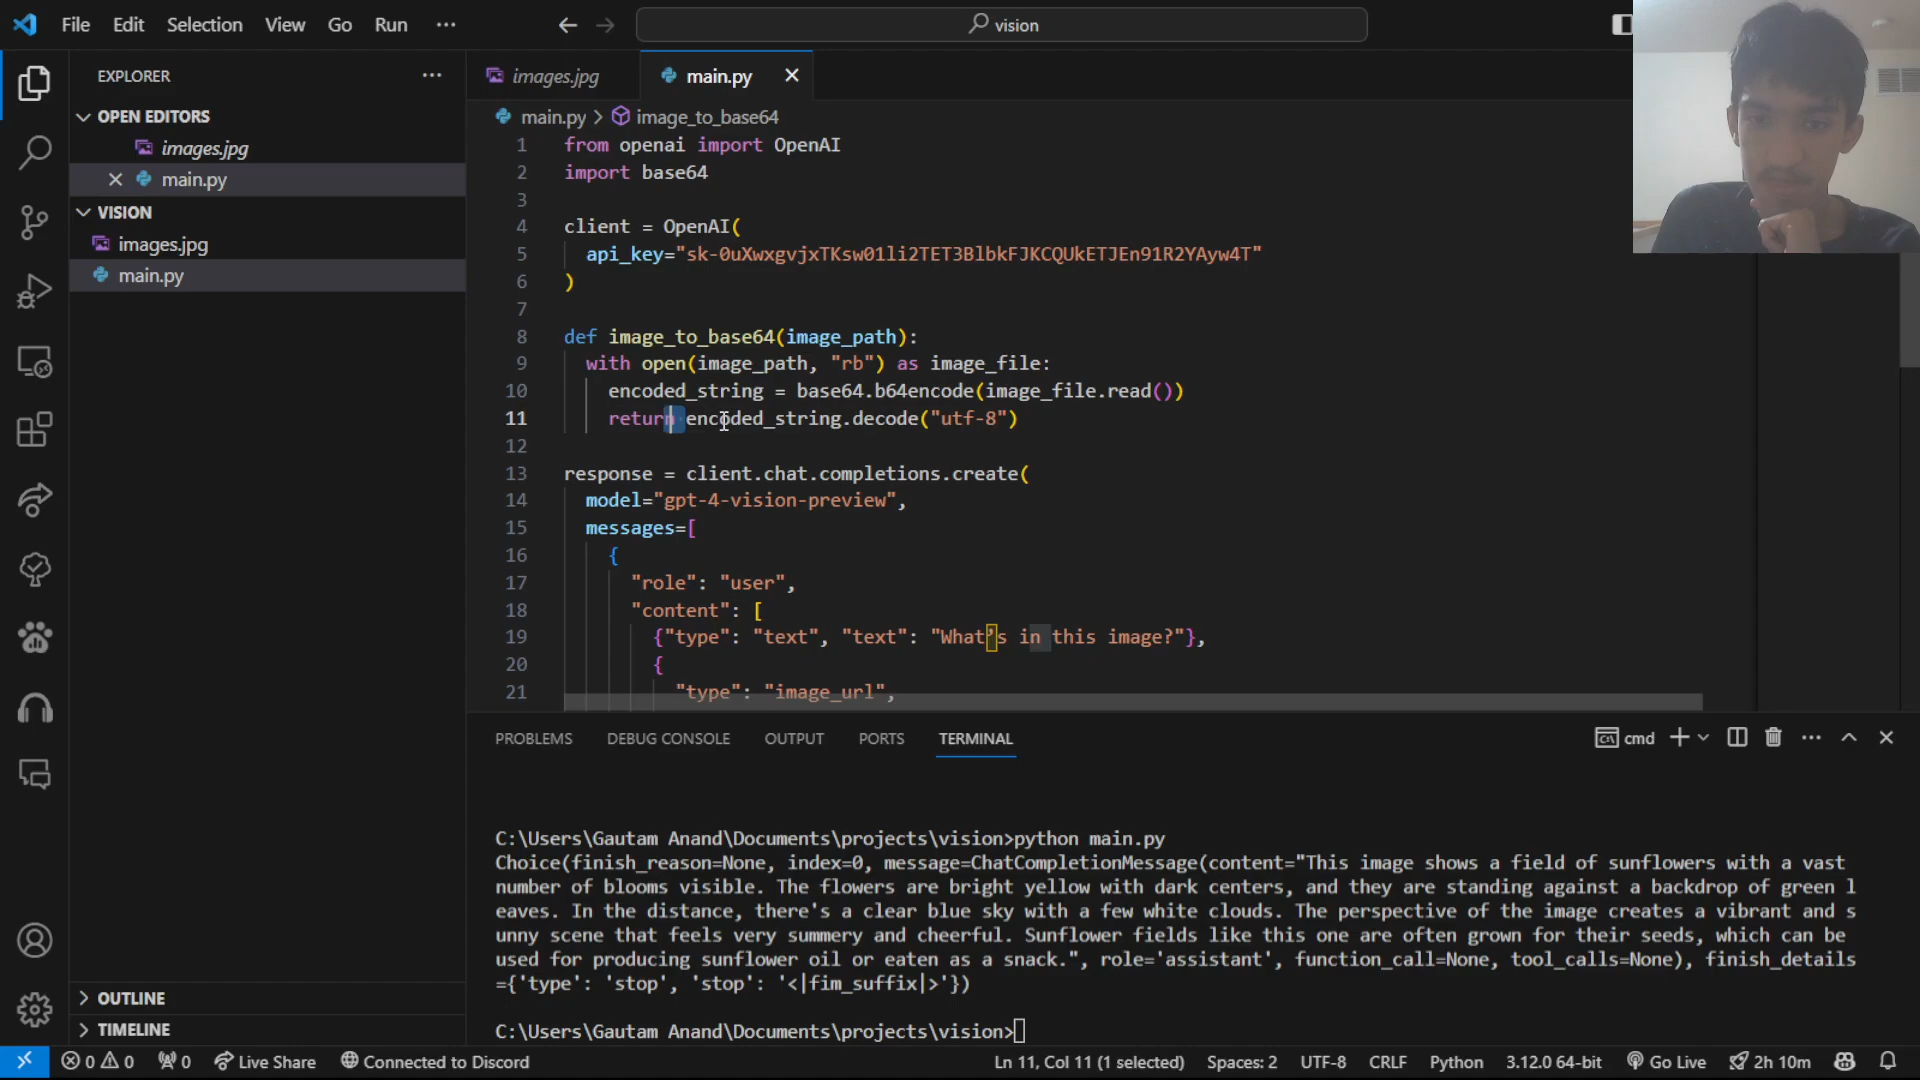 File Edit Selection View Go Run ··· vision
EXPLORER ···
OPEN EDITORS
images.jpg
main.py
VISION
images.jpg
main.py
OUTLINE
TIMELINE
images.jpg main.py
main.py > image_to_base64
1 from openai import OpenAI
2 import base64
3
4 client = OpenAI(
5 api_key="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"
6 )
7
8 def image_to_base64(image_path):
9 with open(image_path, "rb") as image_file:
10 encoded_string = base64.b64encode(image_file.read())
11 return encoded_string.decode("utf-8")
12
13 response = client.chat.completions.create(
14 model="gpt-4-vision-preview",
15 messages=[
16 {
17 "role": "user",
18 "content": [
19 {"type": "text", "text": "What’s in this image?"},
20 {
21 "type": "image_url",
PROBLEMS DEBUG CONSOLE OUTPUT PORTS TERMINAL cmd
C:\Users\Gautam Anand\Documents\projects\vision>python main.py
Choice(finish_reason=None, index=0, message=ChatCompletionMessage(content="This image shows a field of sunflowers with a vast
number of blooms visible. The flowers are bright yellow with dark centers, and they are standing against a backdrop of green l
eaves. In the distance, there's a clear blue sky with a few white clouds. The perspective of the image creates a vibrant and s
unny scene that feels very summery and cheerful. Sunflower fields like this one are often grown for their seeds, which can be
used for producing sunflower oil or eaten as a snack.", role='assistant', function_call=None, tool_calls=None), finish_details
={'type': 'stop', 'stop': '<|fim_suffix|>'})
C:\Users\Gautam Anand\Documents\projects\vision>
0 0 0 Live Share Connected to Discord Ln 11, Col 11 (1 selected) Spaces: 2 UTF-8 CRLF Python 3.12.0 64-bit Go Live 2h 10m